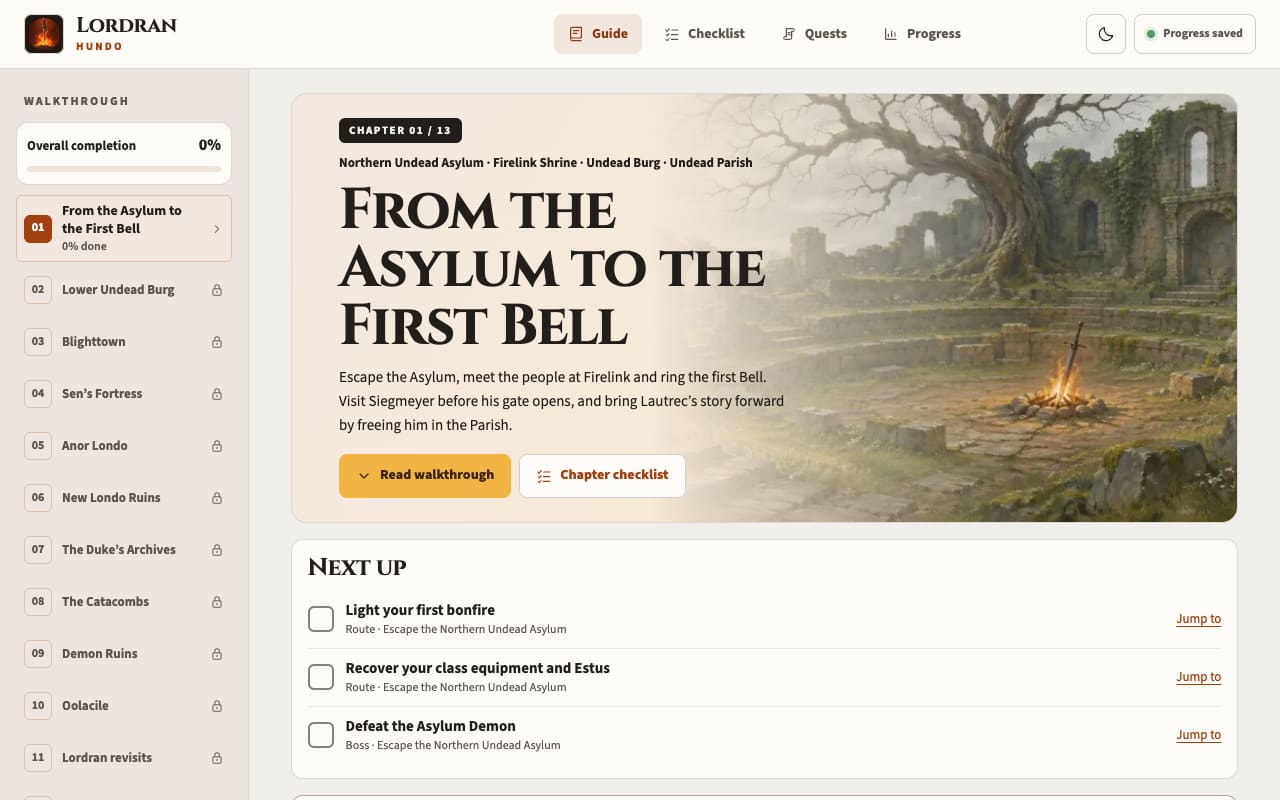 Lordran
HUNDO
Guide
Checklist
Quests
Progress
Progress saved
WALKTHROUGH
Overall completion 0%
01 From the Asylum to the First Bell
0% done
02 Lower Undead Burg
03 Blighttown
04 Sen’s Fortress
05 Anor Londo
06 New Londo Ruins
07 The Duke’s Archives
08 The Catacombs
09 Demon Ruins
10 Oolacile
11 Lordran revisits
CHAPTER 01 / 13
Northern Undead Asylum · Firelink Shrine · Undead Burg · Undead Parish
From the
Asylum to the
First Bell
Escape the Asylum, meet the people at Firelink and ring the first Bell.
Visit Siegmeyer before his gate opens, and bring Lautrec’s story forward
by freeing him in the Parish.
Read walkthrough
Chapter checklist
Next up
Light your first bonfire
Route · Escape the Northern Undead Asylum
Jump to
Recover your class equipment and Estus
Route · Escape the Northern Undead Asylum
Jump to
Defeat the Asylum Demon
Boss · Escape the Northern Undead Asylum
Jump to